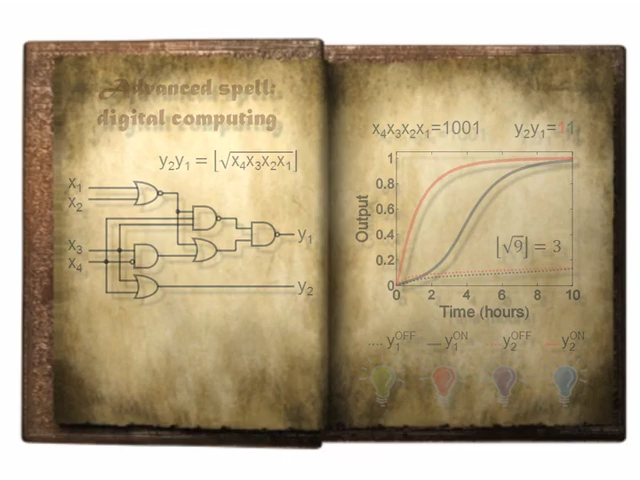 Advanced spell:
digital computing
y₂y₁ = ⌊√x₄x₃x₂x₁⌋
x₁
x₂
x₃
x₄
y₁
y₂
x₄x₃x₂x₁=1001 y₂y₁=11
Output
1
0.8
0.6
0.4
0.2
0
⌊√9⌋ = 3
0 2 4 6 8 10
Time (hours)
y₁ᴼᶠᶠ y₁ᴼᴺ y₂ᴼᶠᶠ y₂ᴼᴺ